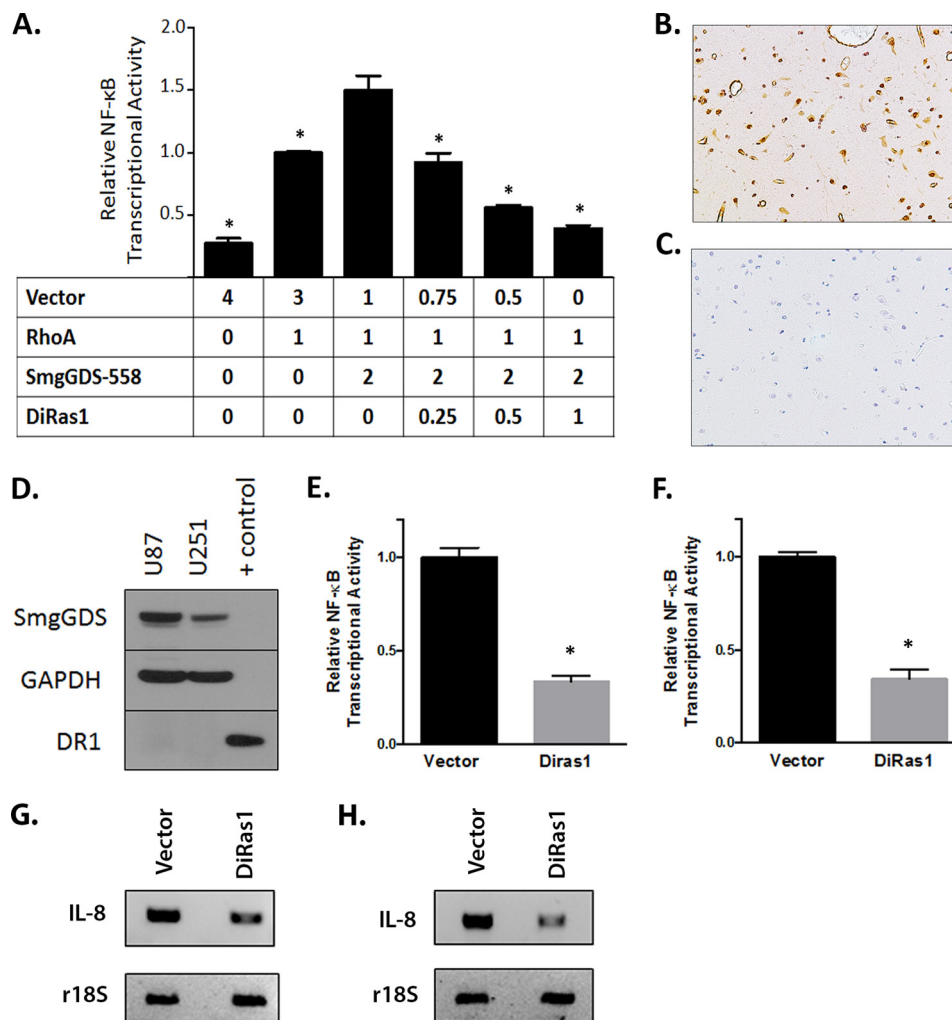 A.
Relative NF-κB
Transcriptional Activity
2.0
1.5
1.0
0.5
*
*
*
*
*
Vector 4 3 1 0.75 0.5 0
RhoA 0 1 1 1 1 1
SmgGDS-558 0 0 2 2 2 2
DiRas1 0 0 0 0.25 0.5 1
B.
C.
D.
U87
U251
+ control
SmgGDS
GAPDH
DR1
E.
Relative NF-κB
Transcriptional Activity
1.0
0.5
0.0
*
Vector Diras1
F.
Relative NF-κB
Transcriptional Activity
1.0
0.5
0.0
*
Vector DiRas1
G.
Vector
DiRas1
IL-8
r18S
H.
Vector
DiRas1
IL-8
r18S